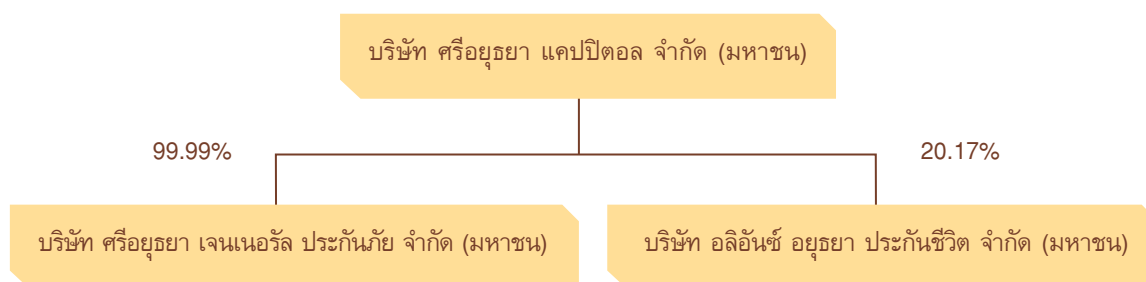 บริษัท ศรีอยุธยา แคปปิตอล จำกัด (มหาชน)
99.99%
20.17%
บริษัท ศรีอยุธยา เจนเนอรัล ประกันภัย จำกัด (มหาชน)
บริษัท อลิอันซ์ อยุธยา ประกันชีวิต จำกัด (มหาชน)